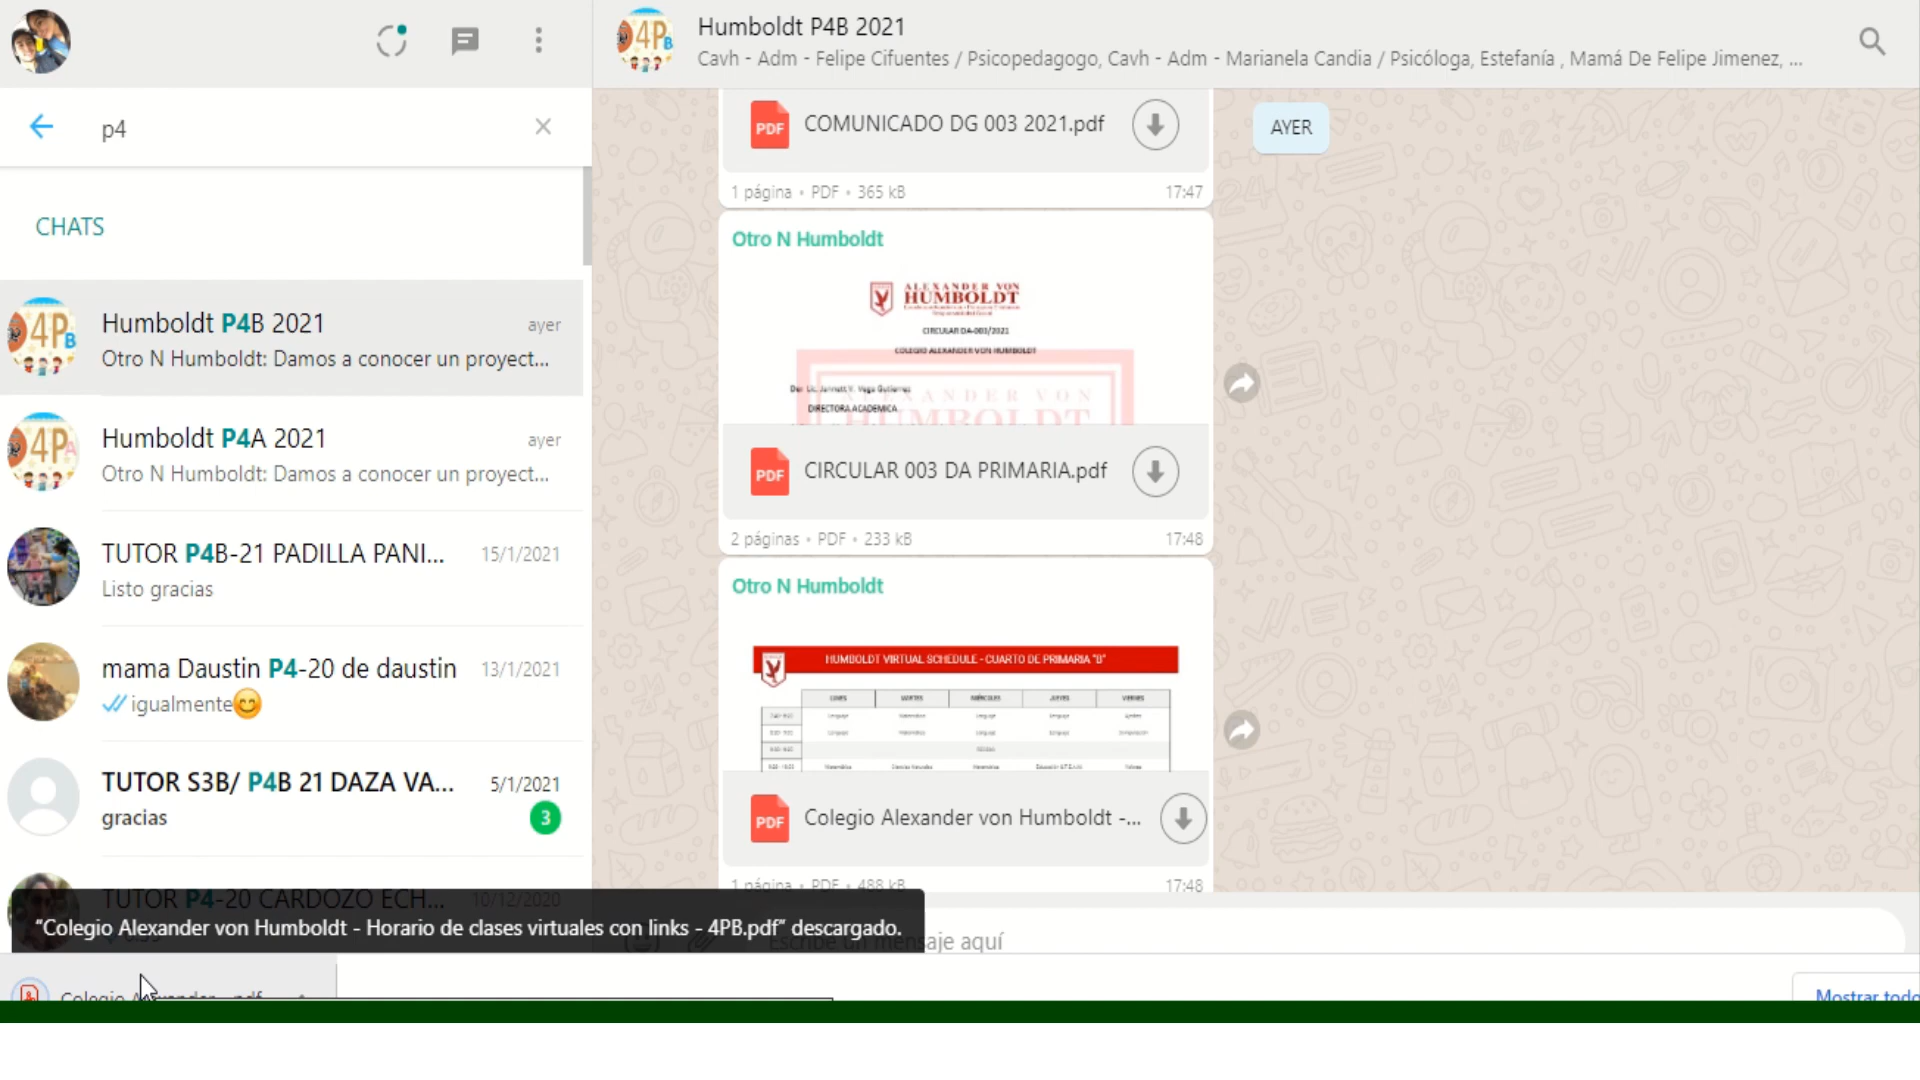 p4
CHATS
Humboldt P4B 2021
ayer
Otro N Humboldt: Damos a conocer un proyect...
Humboldt P4A 2021
ayer
Otro N Humboldt: Damos a conocer un proyect...
TUTOR P4B-21 PADILLA PANI...
15/1/2021
Listo gracias
mama Daustin P4-20 de daustin
13/1/2021
igualmente😊
TUTOR S3B/ P4B 21 DAZA VA...
5/1/2021
gracias
3
TUTOR P4-20 CARDOZO ECH...
10/12/2020
"Colegio Alexander von Humboldt - Horario de clases virtuales con links - 4PB.pdf" descargado.
Humboldt P4B 2021
Cavh - Adm - Felipe Cifuentes / Psicopedagogo, Cavh - Adm - Marianela Candia / Psicóloga, Estefanía , Mamá De Felipe Jimenez, ...
AYER
PDF
COMUNICADO DG 003 2021.pdf
1 página • PDF • 365 kB
17:47
Otro N Humboldt
ALEXANDER VON
HUMBOLDT
CIRCULAR DA-003/2021
COLEGIO ALEXANDER VON HUMBOLDT
DIRECTORA ACADEMICA
ALEXANDER VON
HUMBOLDT
PDF
CIRCULAR 003 DA PRIMARIA.pdf
2 páginas • PDF • 233 kB
17:48
Otro N Humboldt
HUMBOLDT VIRTUAL SCHEDULE - CUARTO DE PRIMARIA "B"
LUNES
MARTES
MIÉRCOLES
JUEVES
VIERNES
PDF
Colegio Alexander von Humboldt -...
1 página • PDF • 488 kB
17:48
Escribe un mensaje aquí
Mostrar todo